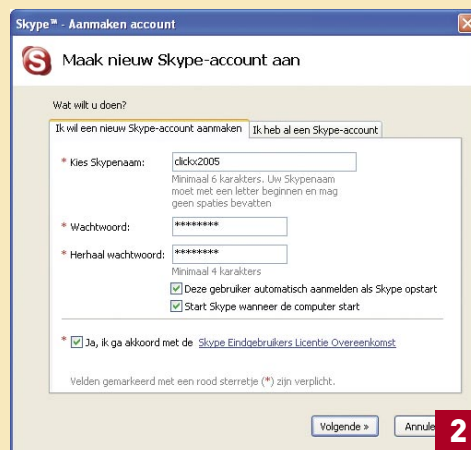 Skype™ - Aanmaken account
S Maak nieuw Skype-account aan
Wat wilt u doen?
Ik wil een nieuw Skype-account aanmaken Ik heb al een Skype-account
* Kies Skypenaam: clickx2005
Minimaal 6 karakters. Uw Skypenaam
moet met een letter beginnen en mag
geen spaties bevatten
* Wachtwoord: ********
* Herhaal wachtwoord: ********
Minimaal 4 karakters
Deze gebruiker automatisch aanmelden als Skype opstart
Start Skype wanneer de computer start
* Ja, ik ga akkoord met de Skype Eindgebruikers Licentie Overeenkomst
Velden gemarkeerd met een rood sterretje (*) zijn verplicht.
Volgende » Annule
2